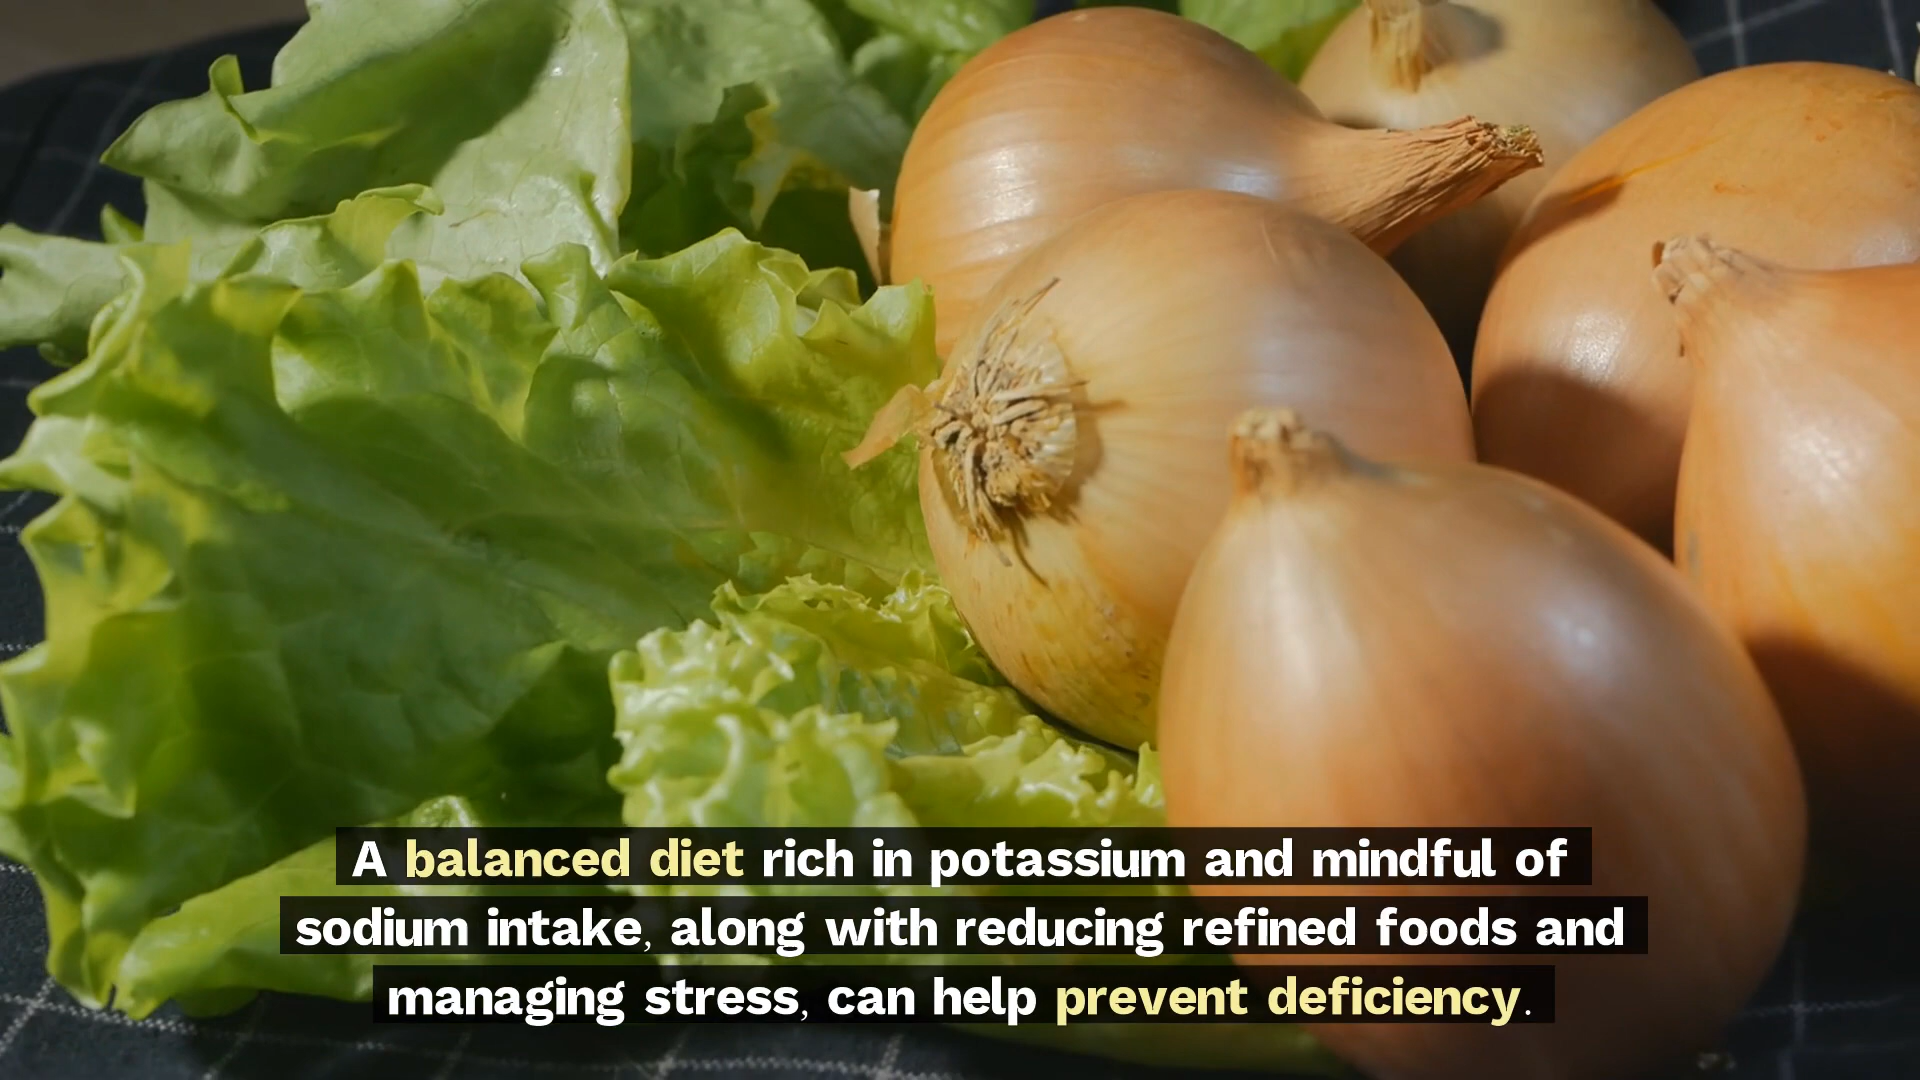 A balanced diet rich in potassium and mindful of
sodium intake, along with reducing refined foods and
managing stress, can help prevent deficiency.